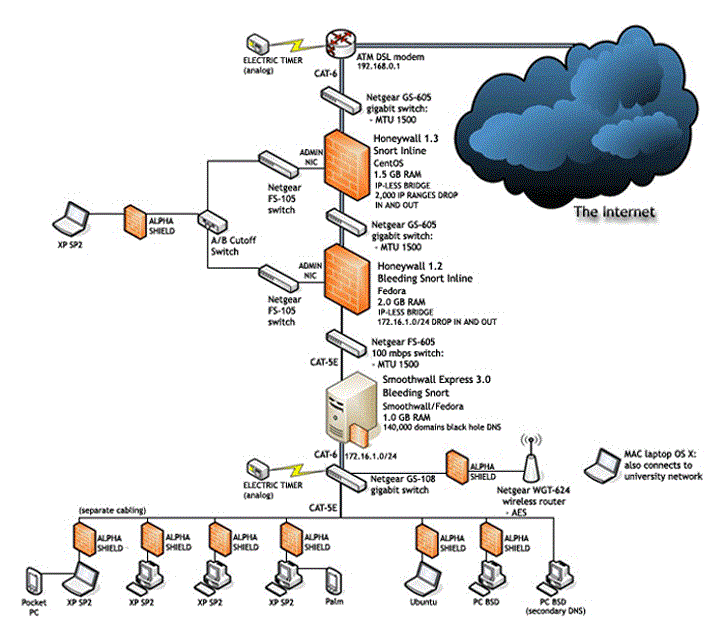 ELECTRIC TIMER
(analog)
ATM DSL modem
192.168.0.1
CAT-6
Netgear GS-605
gigabit switch:
- MTU 1500
The Internet
Honeywall 1.3
Snort Inline
CentOS
1.5 GB RAM
IP-LESS BRIDGE
2,000 IP RANGES DROP
IN AND OUT
ADMIN
NIC
Netgear
FS-105
switch
XP SP2
ALPHA
SHIELD
A/B Cutoff
Switch
Netgear GS-605
gigabit switch:
- MTU 1500
ADMIN
NIC
Netgear
FS-105
switch
Honeywall 1.2
Bleeding Snort Inline
Fedora
2.0 GB RAM
IP-LESS BRIDGE
172.16.1.0/24 DROP IN AND OUT
Netgear FS-605
100 mbps switch:
- MTU 1500
CAT-5E
Smoothwall Express 3.0
Bleeding Snort
Smoothwall/Fedora
1.0 GB RAM
140,000 domains black hole DNS
CAT-6
172.16.1.0/24
ELECTRIC TIMER
(analog)
Netgear GS-108
gigabit switch
ALPHA
SHIELD
Netgear WGT-624
wireless router
- AES
MAC laptop OS X:
also connects to
university network
CAT-5E
(separate cabling)
ALPHA
SHIELD
ALPHA
SHIELD
ALPHA
SHIELD
ALPHA
SHIELD
ALPHA
SHIELD
ALPHA
SHIELD
Pocket
PC
XP SP2
XP SP2
XP SP2
XP SP2
Palm
Ubuntu
PC BSD
PC BSD
(secondary DNS)